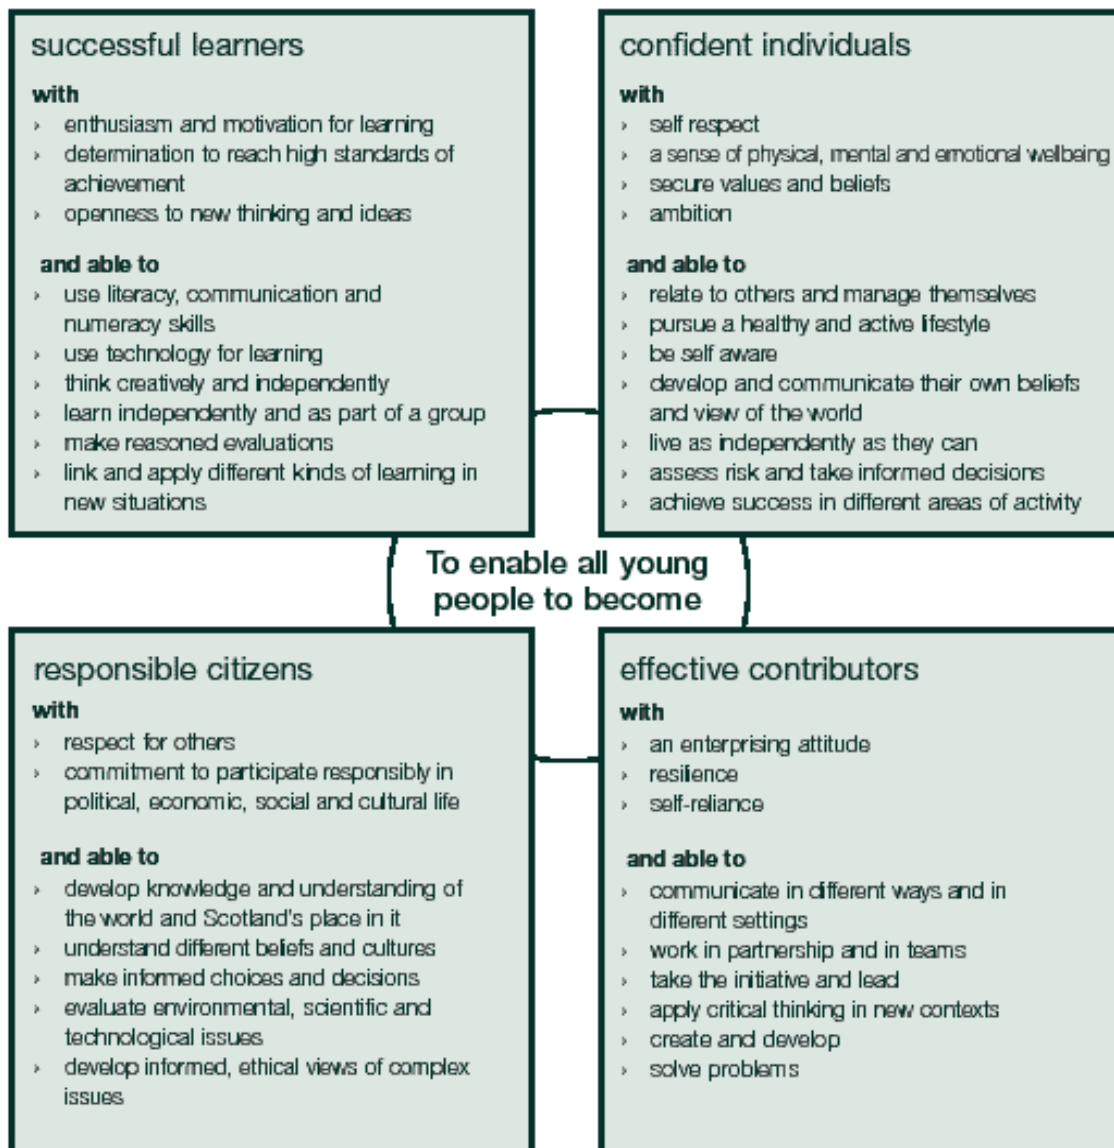 successful learners
with
› enthusiasm and motivation for learning
› determination to reach high standards of
achievement
› openness to new thinking and ideas
and able to
› use literacy, communication and
numeracy skills
› use technology for learning
› think creatively and independently
› learn independently and as part of a group
› make reasoned evaluations
› link and apply different kinds of learning in
new situations
confident individuals
with
› self respect
› a sense of physical, mental and emotional wellbeing
› secure values and beliefs
› ambition
and able to
› relate to others and manage themselves
› pursue a healthy and active lifestyle
› be self aware
› develop and communicate their own beliefs
and view of the world
› live as independently as they can
› assess risk and take informed decisions
› achieve success in different areas of activity
To enable all young
people to become
responsible citizens
with
› respect for others
› commitment to participate responsibly in
political, economic, social and cultural life
and able to
› develop knowledge and understanding of
the world and Scotland's place in it
› understand different beliefs and cultures
› make informed choices and decisions
› evaluate environmental, scientific and
technological issues
› develop informed, ethical views of complex
issues
effective contributors
with
› an enterprising attitude
› resilience
› self-reliance
and able to
› communicate in different ways and in
different settings
› work in partnership and in teams
› take the initiative and lead
› apply critical thinking in new contexts
› create and develop
› solve problems